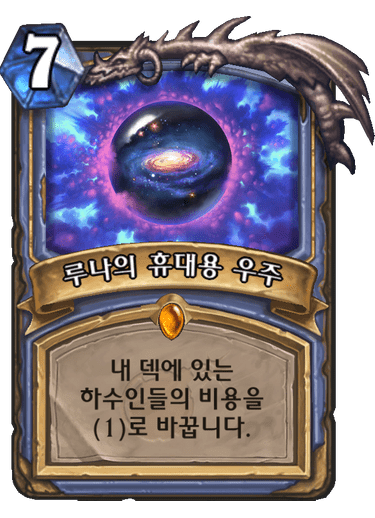 7
루나의 휴대용 우주
내 덱에 있는
하수인들의 비용을
(1)로 바꿉니다.